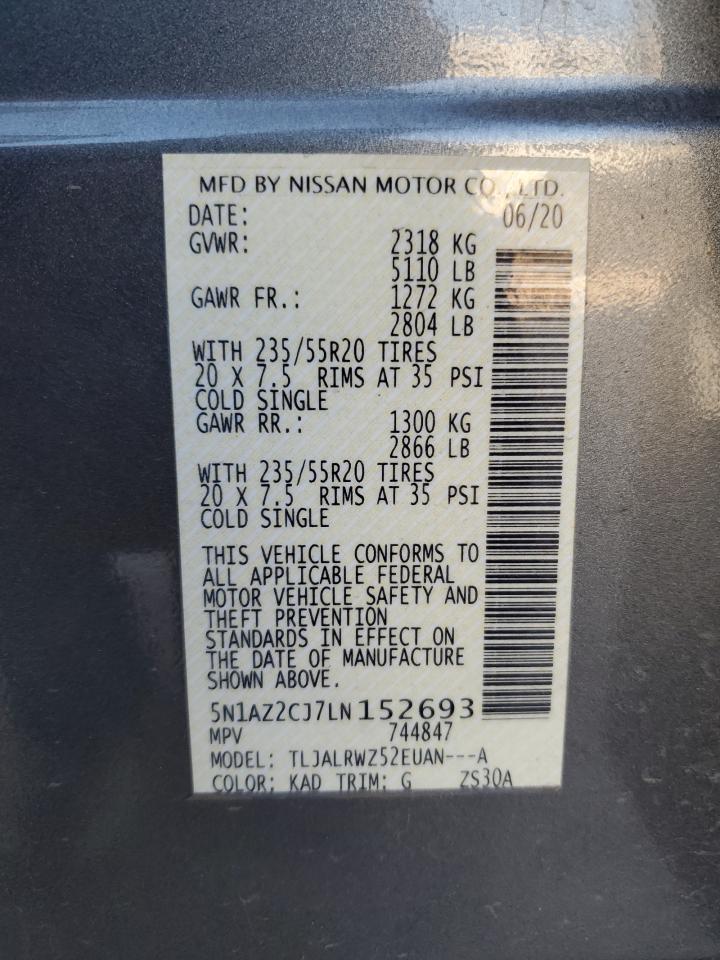 MFD BY NISSAN MOTOR CO., LTD.
DATE: 06/20
GVWR: 2318 KG
5110 LB
GAWR FR.: 1272 KG
2804 LB
WITH 235/55R20 TIRES
20 X 7.5 RIMS AT 35 PSI
COLD SINGLE
GAWR RR.: 1300 KG
2866 LB
WITH 235/55R20 TIRES
20 X 7.5 RIMS AT 35 PSI
COLD SINGLE
THIS VEHICLE CONFORMS TO
ALL APPLICABLE FEDERAL
MOTOR VEHICLE SAFETY AND
THEFT PREVENTION
STANDARDS IN EFFECT ON
THE DATE OF MANUFACTURE
SHOWN ABOVE.
5N1AZ2CJ7LN152693
MPV 744847
MODEL: TLJALRWZ52EUAN---A
COLOR: KAD TRIM: G ZS30A